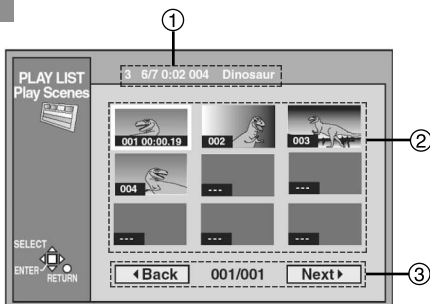 ①
PLAY LIST
Play Scenes
3 6/7 0:02 004 Dinosaur
001 00:00.19 002 003
②
004 --- ---
--- --- ---
SELECT
ENTER
RETURN
Back 001/001 Next
③